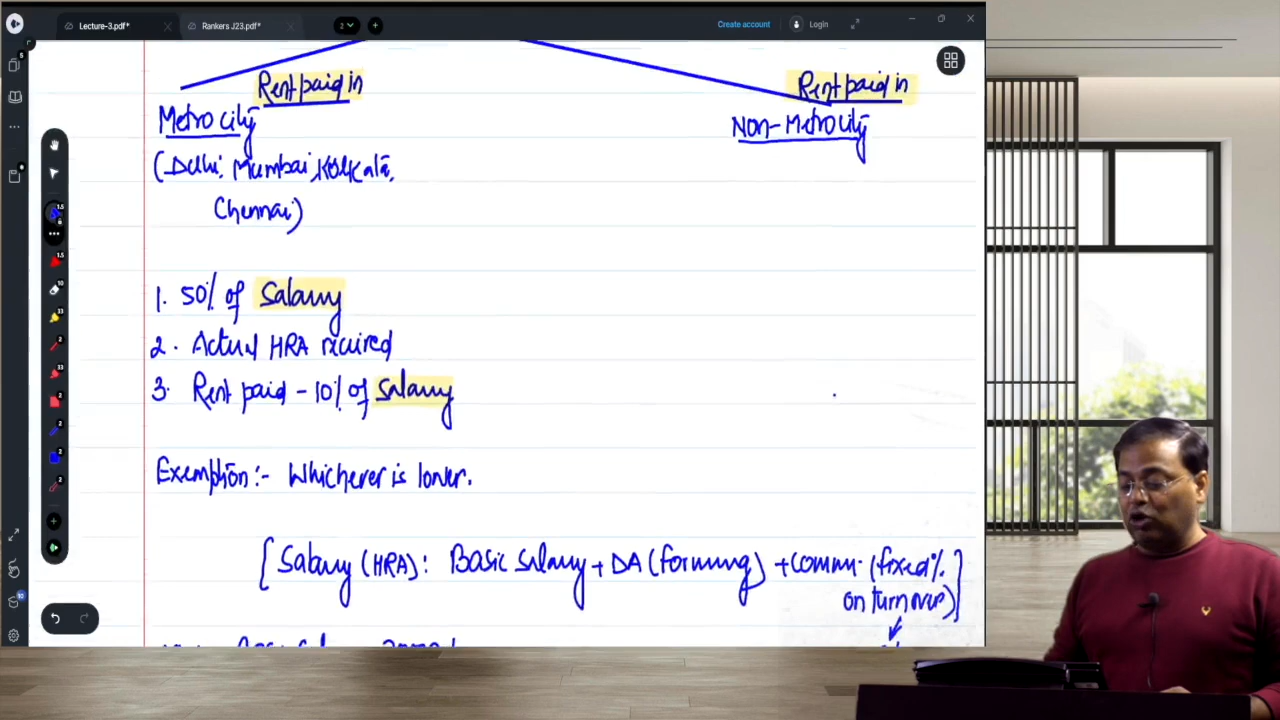 Lecture-3.pdf*
Rankers J23.pdf*
2
Create account
Login
Rent paid in
Metro city
(Delhi, Mumbai, Kolkata,
Chennai)
Rent paid in
Non-Metro city
1. 50% of Salary
2. Actual HRA received
3. Rent paid - 10% of Salary
Exemption :- Whichever is lower.
[Salary (HRA): Basic Salary + DA (forming) + Comm. (fixed %
on turnover)]